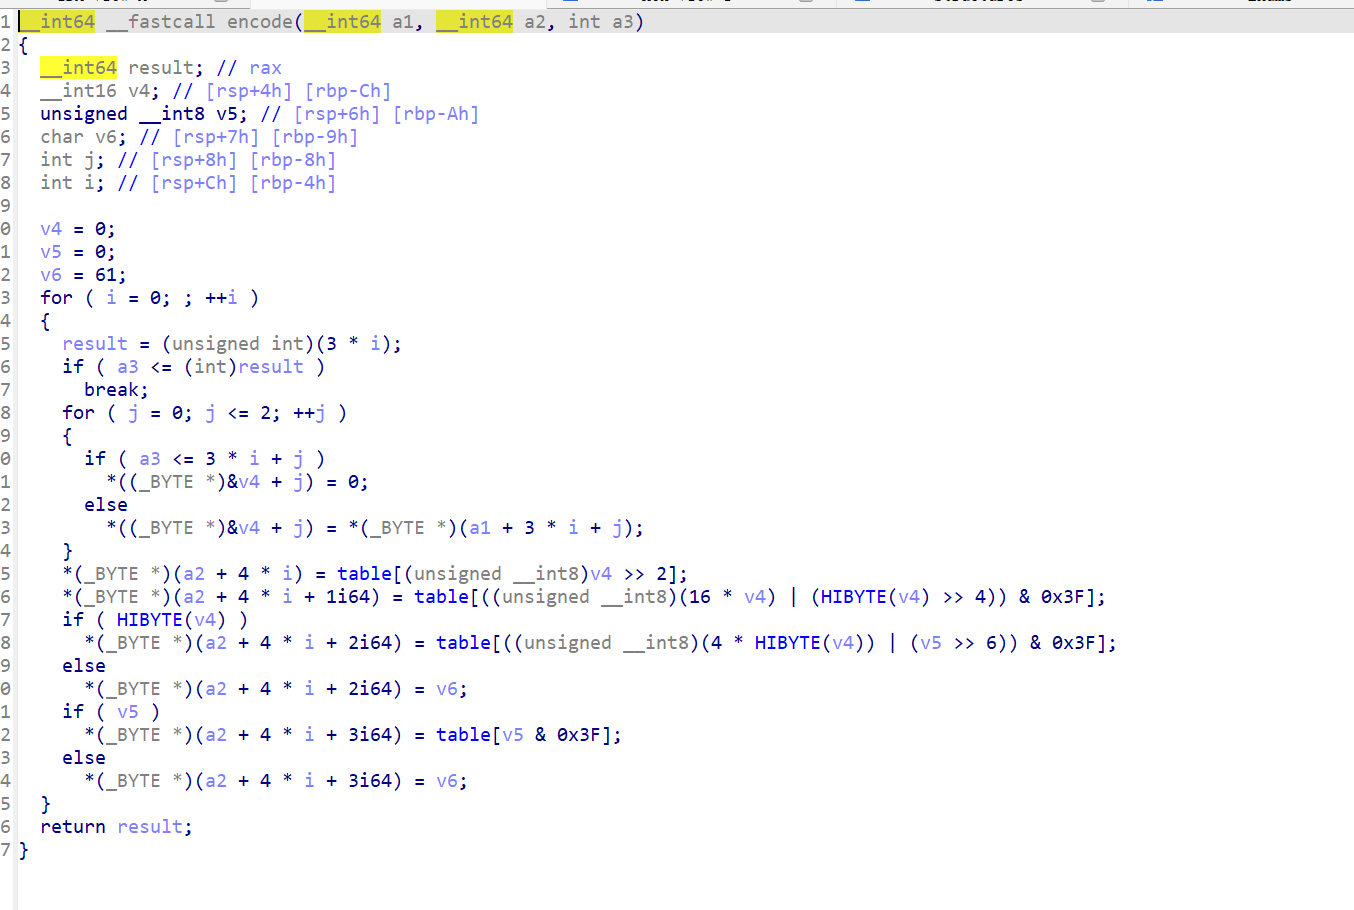 1 __int64 __fastcall encode(__int64 a1, __int64 a2, int a3)
2 {
3   __int64 result; // rax
4   __int16 v4; // [rsp+4h] [rbp-Ch]
5   unsigned __int8 v5; // [rsp+6h] [rbp-Ah]
6   char v6; // [rsp+7h] [rbp-9h]
7   int j; // [rsp+8h] [rbp-8h]
8   int i; // [rsp+Ch] [rbp-4h]
9
0   v4 = 0;
1   v5 = 0;
2   v6 = 61;
3   for ( i = 0; ; ++i )
4   {
5     result = (unsigned int)(3 * i);
6     if ( a3 <= (int)result )
7       break;
8     for ( j = 0; j <= 2; ++j )
9     {
0       if ( a3 <= 3 * i + j )
1         *((_BYTE *)&v4 + j) = 0;
2       else
3         *((_BYTE *)&v4 + j) = *(_BYTE *)(a1 + 3 * i + j);
4     }
5     *(_BYTE *)(a2 + 4 * i) = table[(unsigned __int8)v4 >> 2];
6     *(_BYTE *)(a2 + 4 * i + 1i64) = table[((unsigned __int8)(16 * v4) | (HIBYTE(v4) >> 4)) & 0x3F];
7     if ( HIBYTE(v4) )
8       *(_BYTE *)(a2 + 4 * i + 2i64) = table[((unsigned __int8)(4 * HIBYTE(v4)) | (v5 >> 6)) & 0x3F];
9     else
0       *(_BYTE *)(a2 + 4 * i + 2i64) = v6;
1     if ( v5 )
2       *(_BYTE *)(a2 + 4 * i + 3i64) = table[v5 & 0x3F];
3     else
4       *(_BYTE *)(a2 + 4 * i + 3i64) = v6;
5   }
6   return result;
7 }